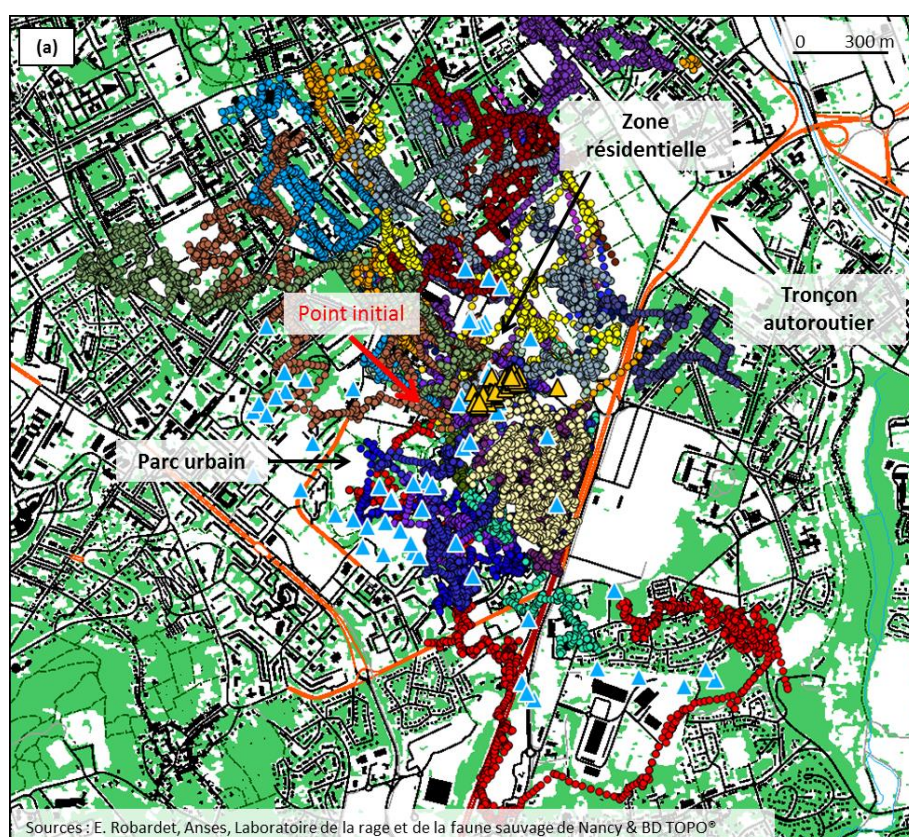 (a)
0 300 m
Zone
résidentielle
Point initial
Tronçon
autoroutier
Parc urbain
Sources : E. Robardet, Anses, Laboratoire de la rage et de la faune sauvage de Nancy & BD TOPO®